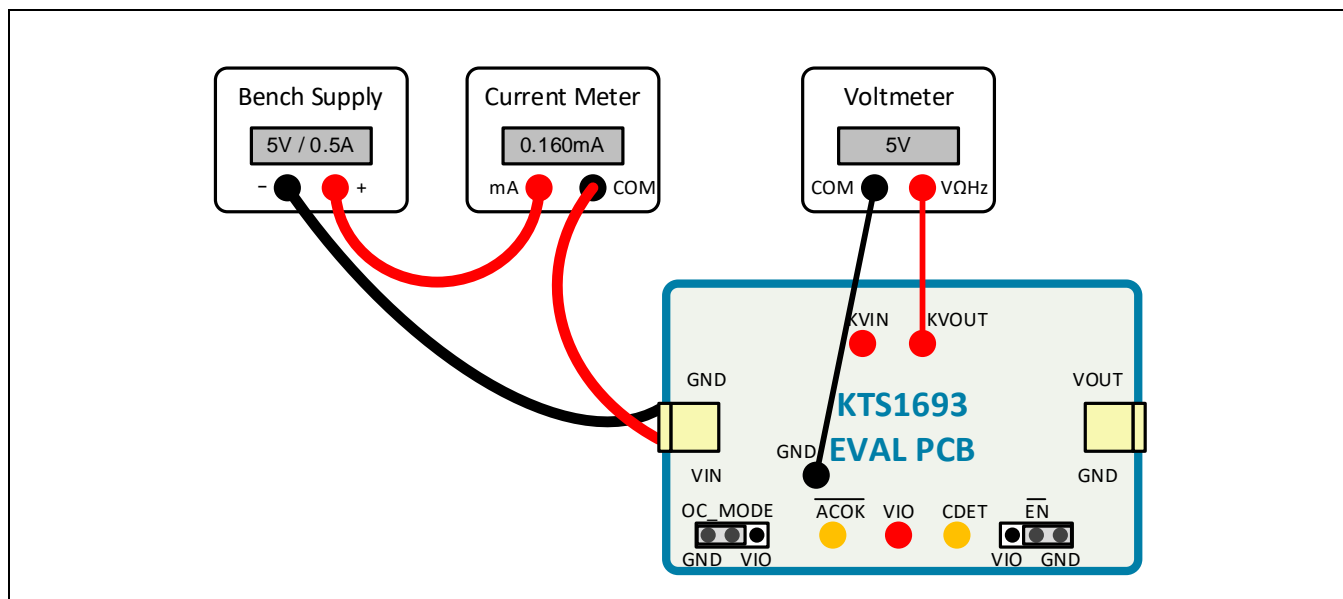 Bench Supply
5V / 0.5A
− +
Current Meter
0.160mA
mA COM
Voltmeter
5V
COM VΩHz
KVIN KVOUT
GND
VOUT
KTS1693
EVAL PCB
GND
VIN
GND
OC_MODE
ACOK
VIO
CDET
EN
GND VIO
VIO GND